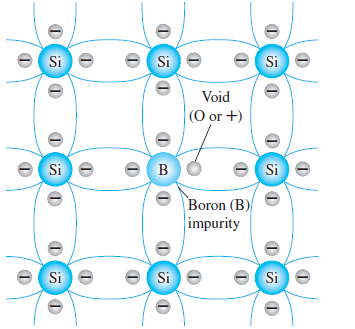 Si Si Si
Void
(O or +)
Si B Si
Boron (B)
impurity
Si Si Si